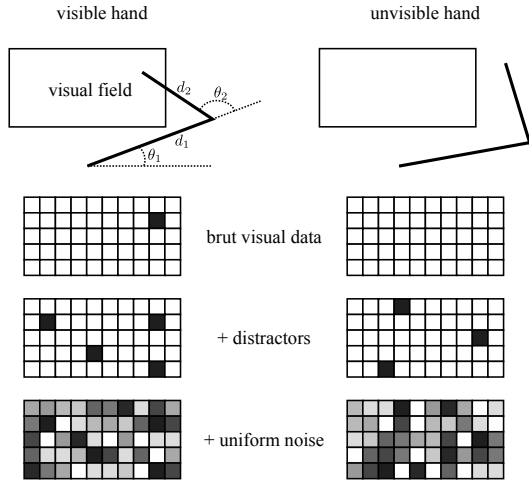 visible hand
unvisible hand
visual field
d₂
θ₂
d₁
θ₁
brut visual data
+ distractors
+ uniform noise